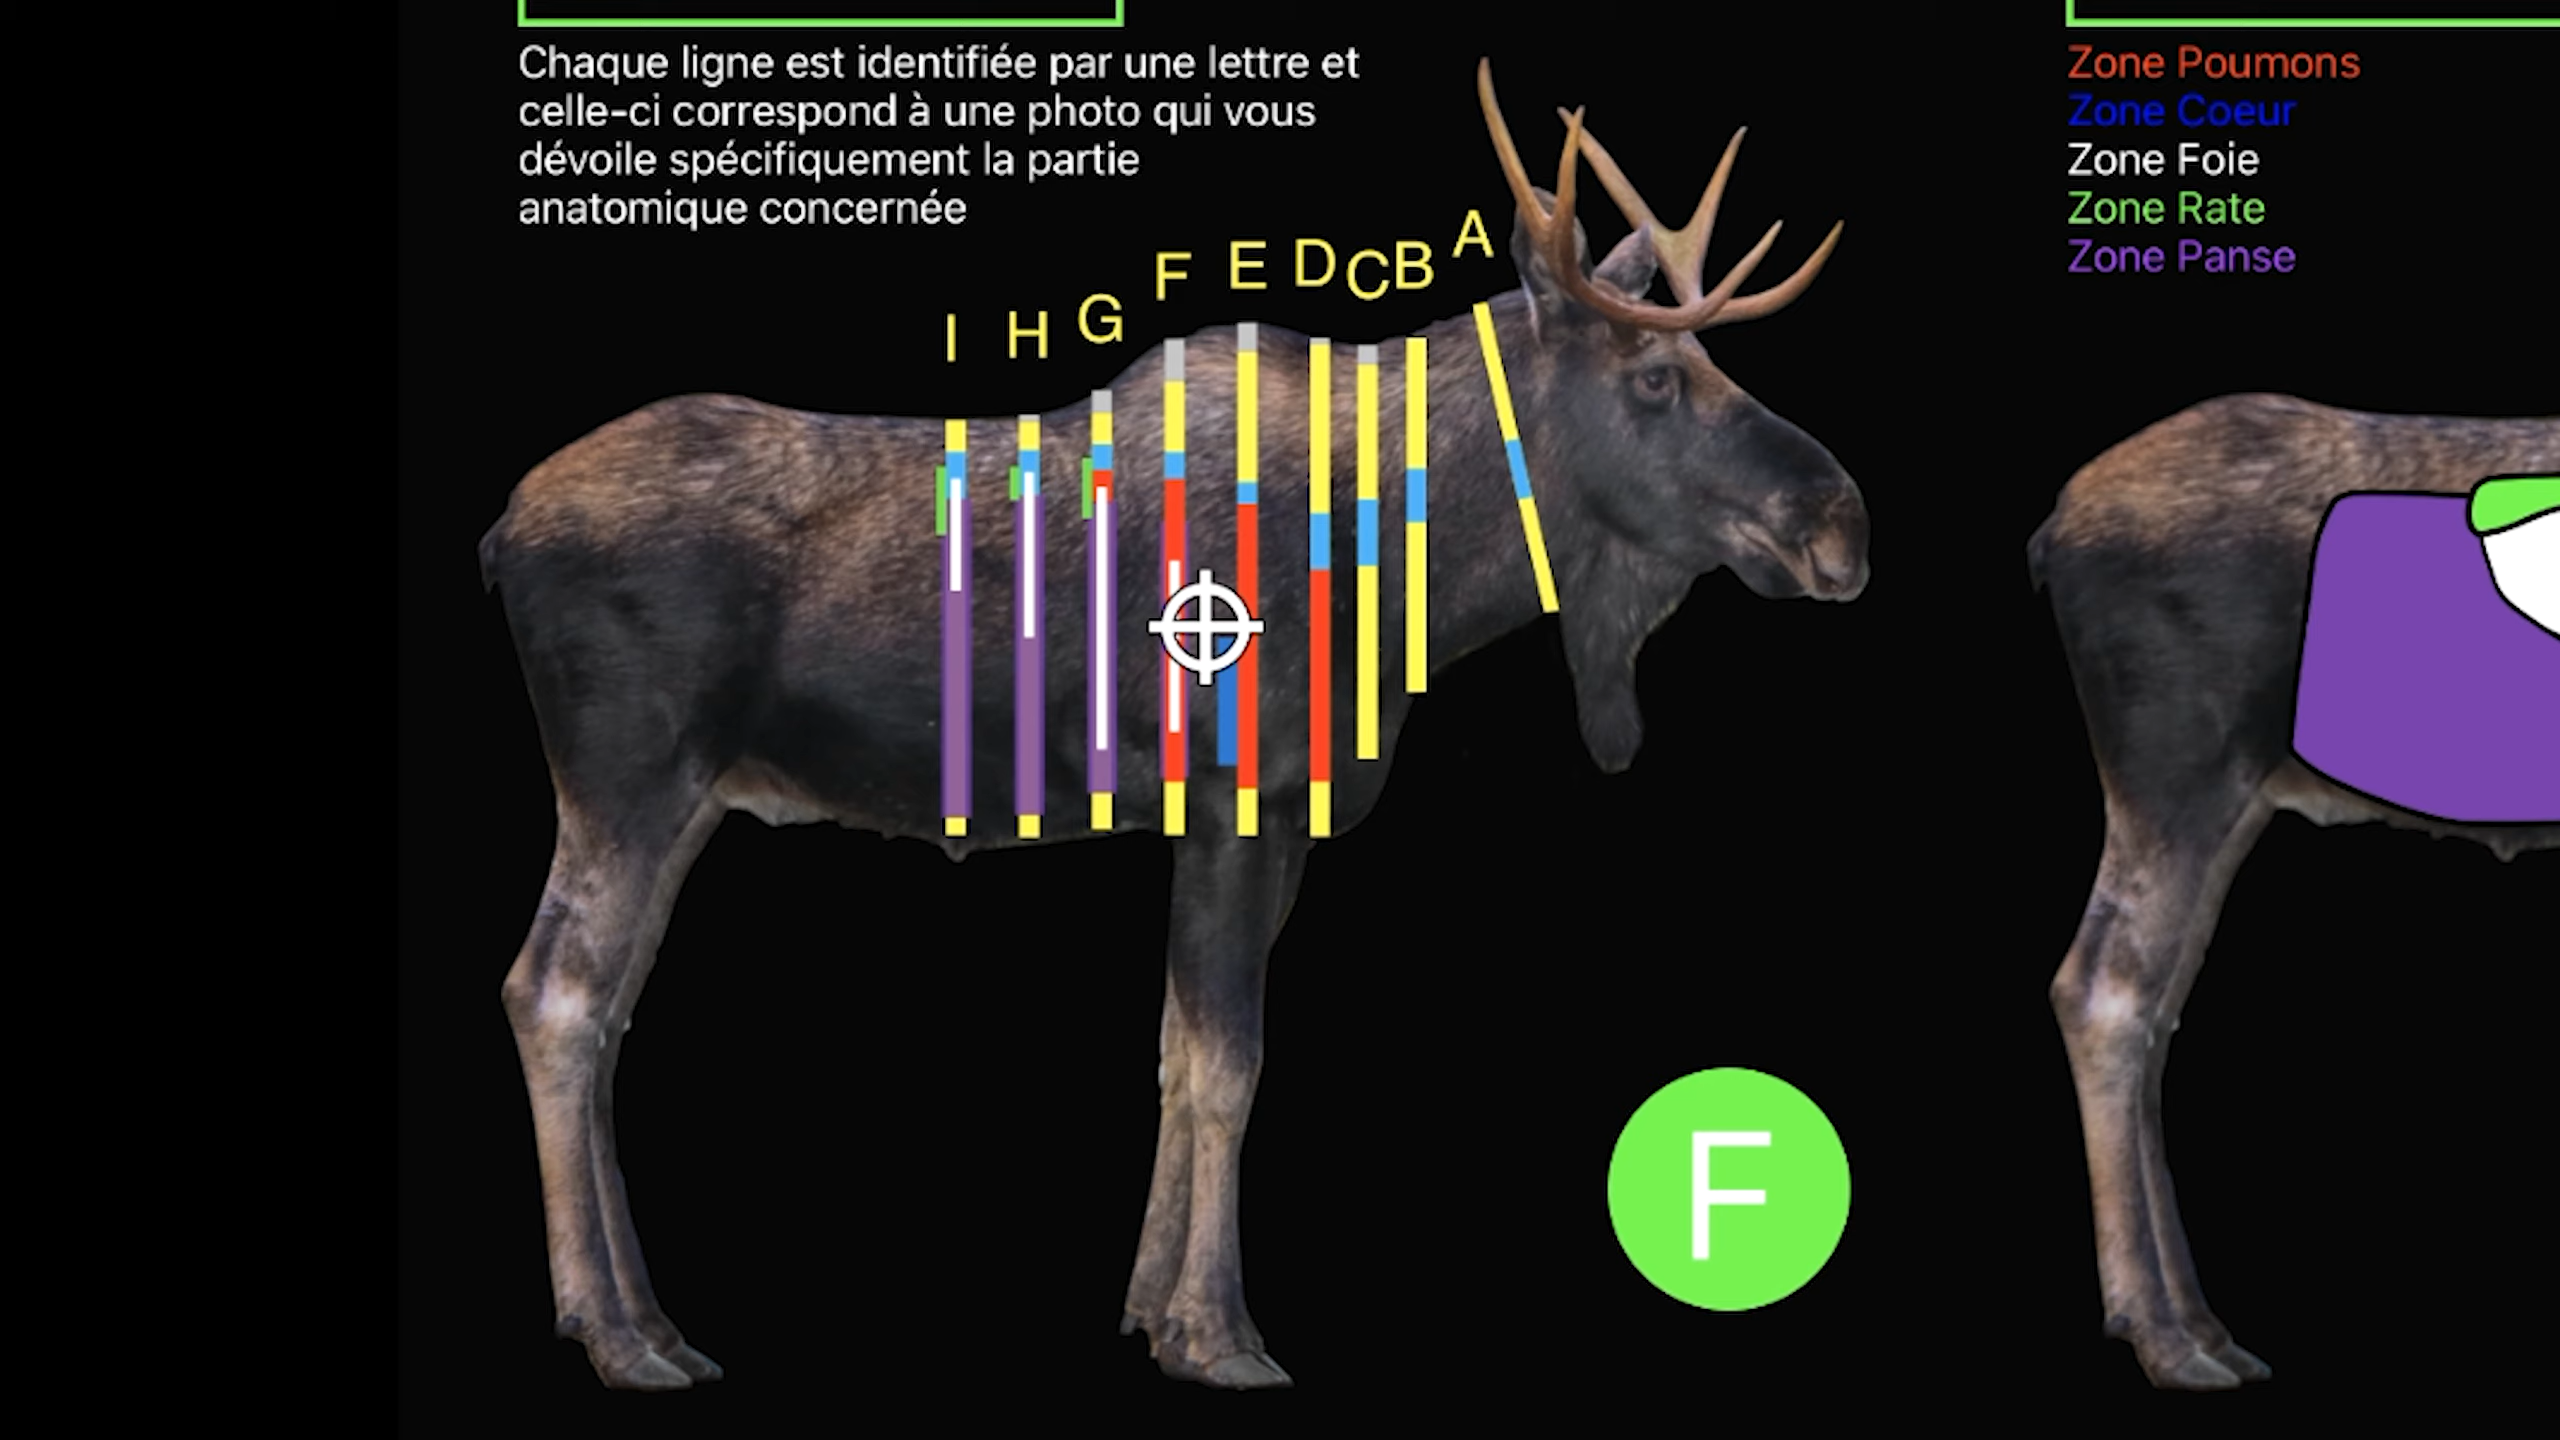 Chaque ligne est identifiée par une lettre et
celle-ci correspond à une photo qui vous
dévoile spécifiquement la partie
anatomique concernée
Zone Poumons
Zone Coeur
Zone Foie
Zone Rate
Zone Panse
I H G F E D C B A
F